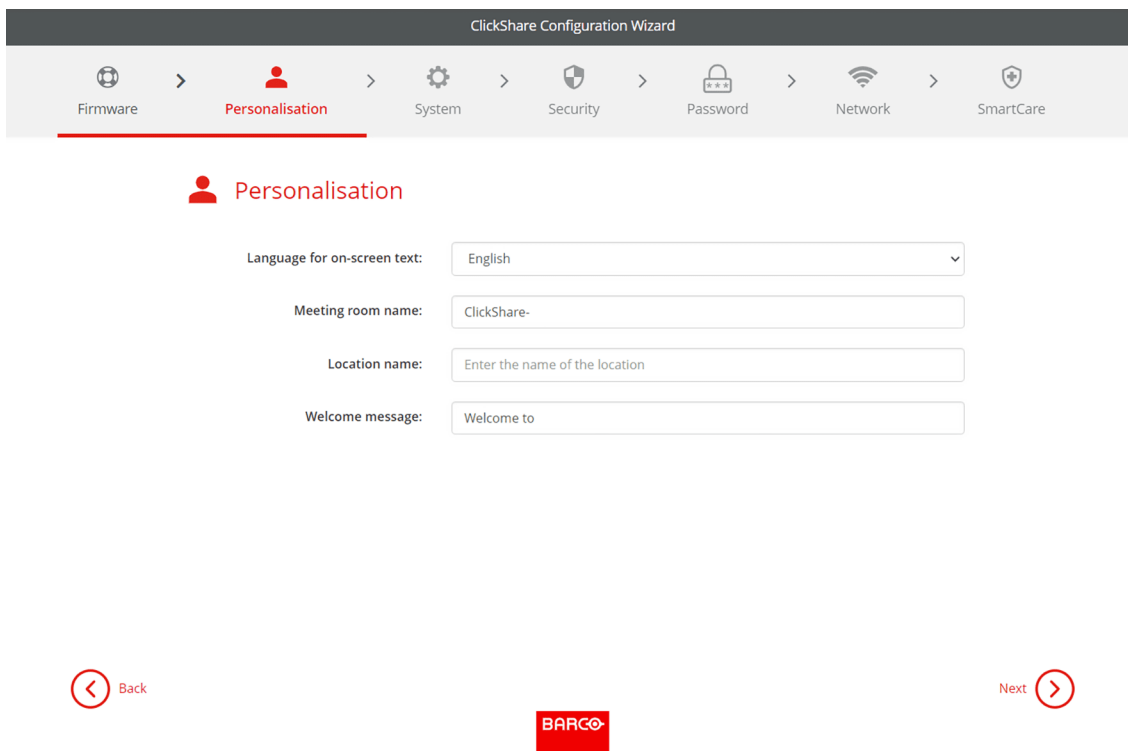 ClickShare Configuration Wizard
Firmware Personalisation System Security Password Network SmartCare
Personalisation
Language for on-screen text: English
Meeting room name: ClickShare-
Location name: Enter the name of the location
Welcome message: Welcome to
Back Next
BARCO